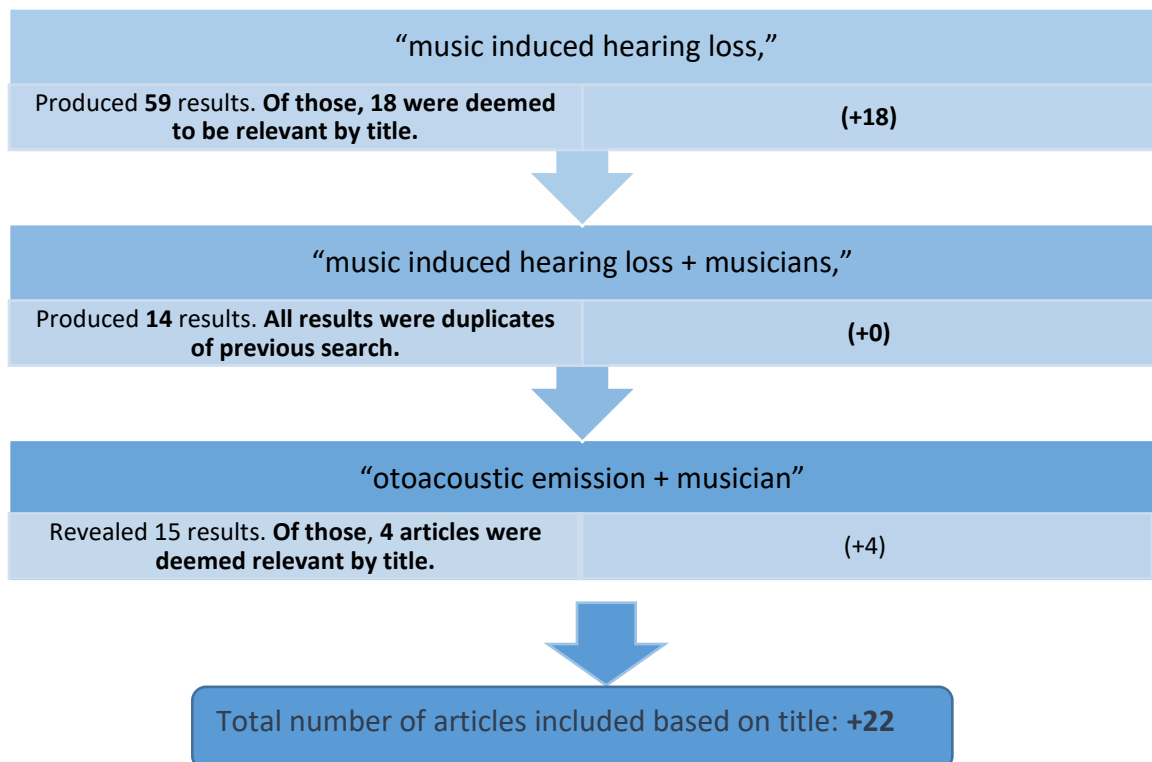 “music induced hearing loss,”
Produced 59 results. Of those, 18 were deemed
to be relevant by title.
(+18)
“music induced hearing loss + musicians,”
Produced 14 results. All results were duplicates
of previous search.
(+0)
“otoacoustic emission + musician”
Revealed 15 results. Of those, 4 articles were
deemed relevant by title.
(+4)
Total number of articles included based on title: +22